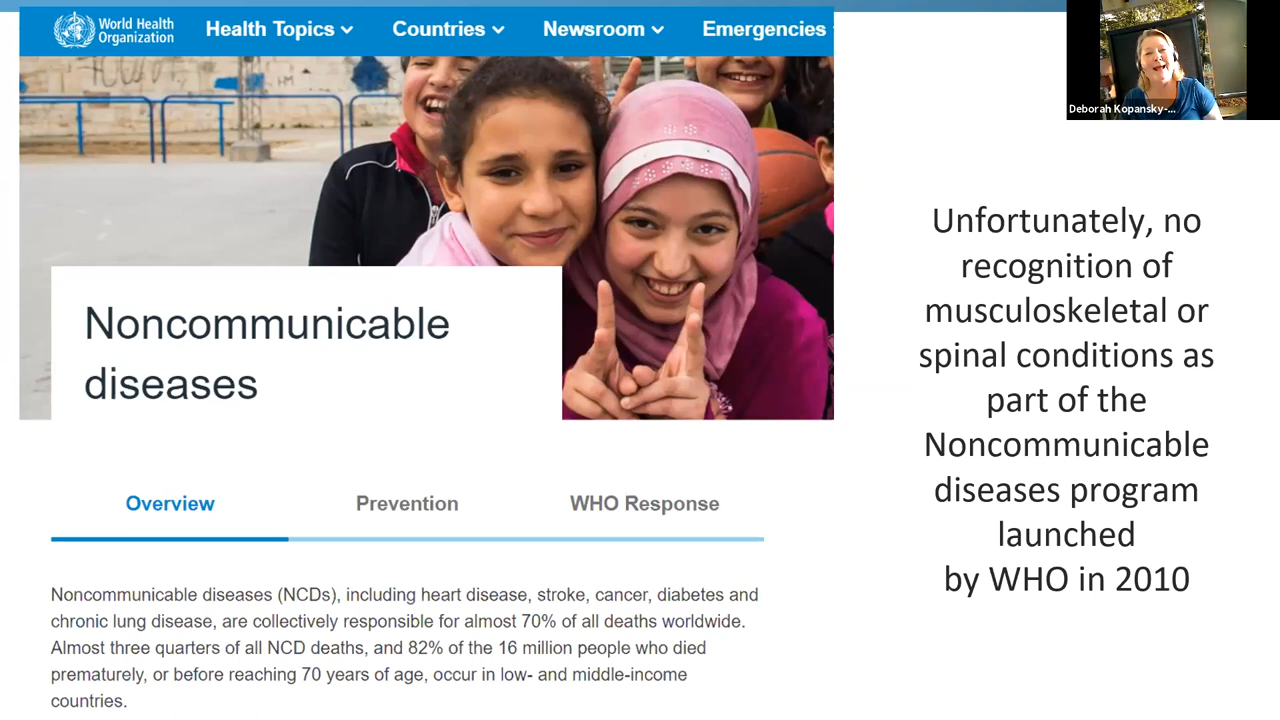 World Health
Organization
Health Topics
Countries
Newsroom
Emergencies
Deborah Kopansky-...
Noncommunicable
diseases
Overview
Prevention
WHO Response
Noncommunicable diseases (NCDs), including heart disease, stroke, cancer, diabetes and
chronic lung disease, are collectively responsible for almost 70% of all deaths worldwide.
Almost three quarters of all NCD deaths, and 82% of the 16 million people who died
prematurely, or before reaching 70 years of age, occur in low- and middle-income
countries.
Unfortunately, no
recognition of
musculoskeletal or
spinal conditions as
part of the
Noncommunicable
diseases program
launched
by WHO in 2010